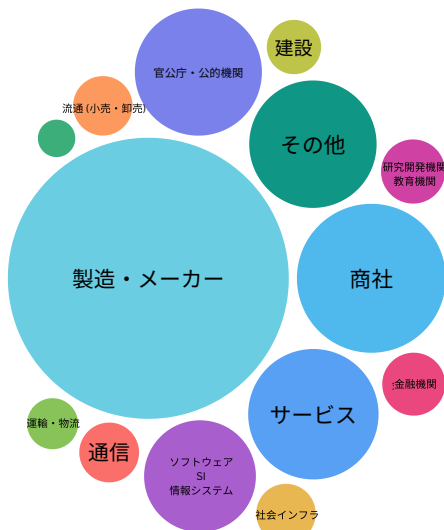 建設
官公庁・公的機関
流通 (小売・卸売)
その他
研究開発機関
教育機関
製造・メーカー
商社
金融機関
サービス
運輸・物流
通信
ソフトウェア
SI
情報システム
社会インフラ